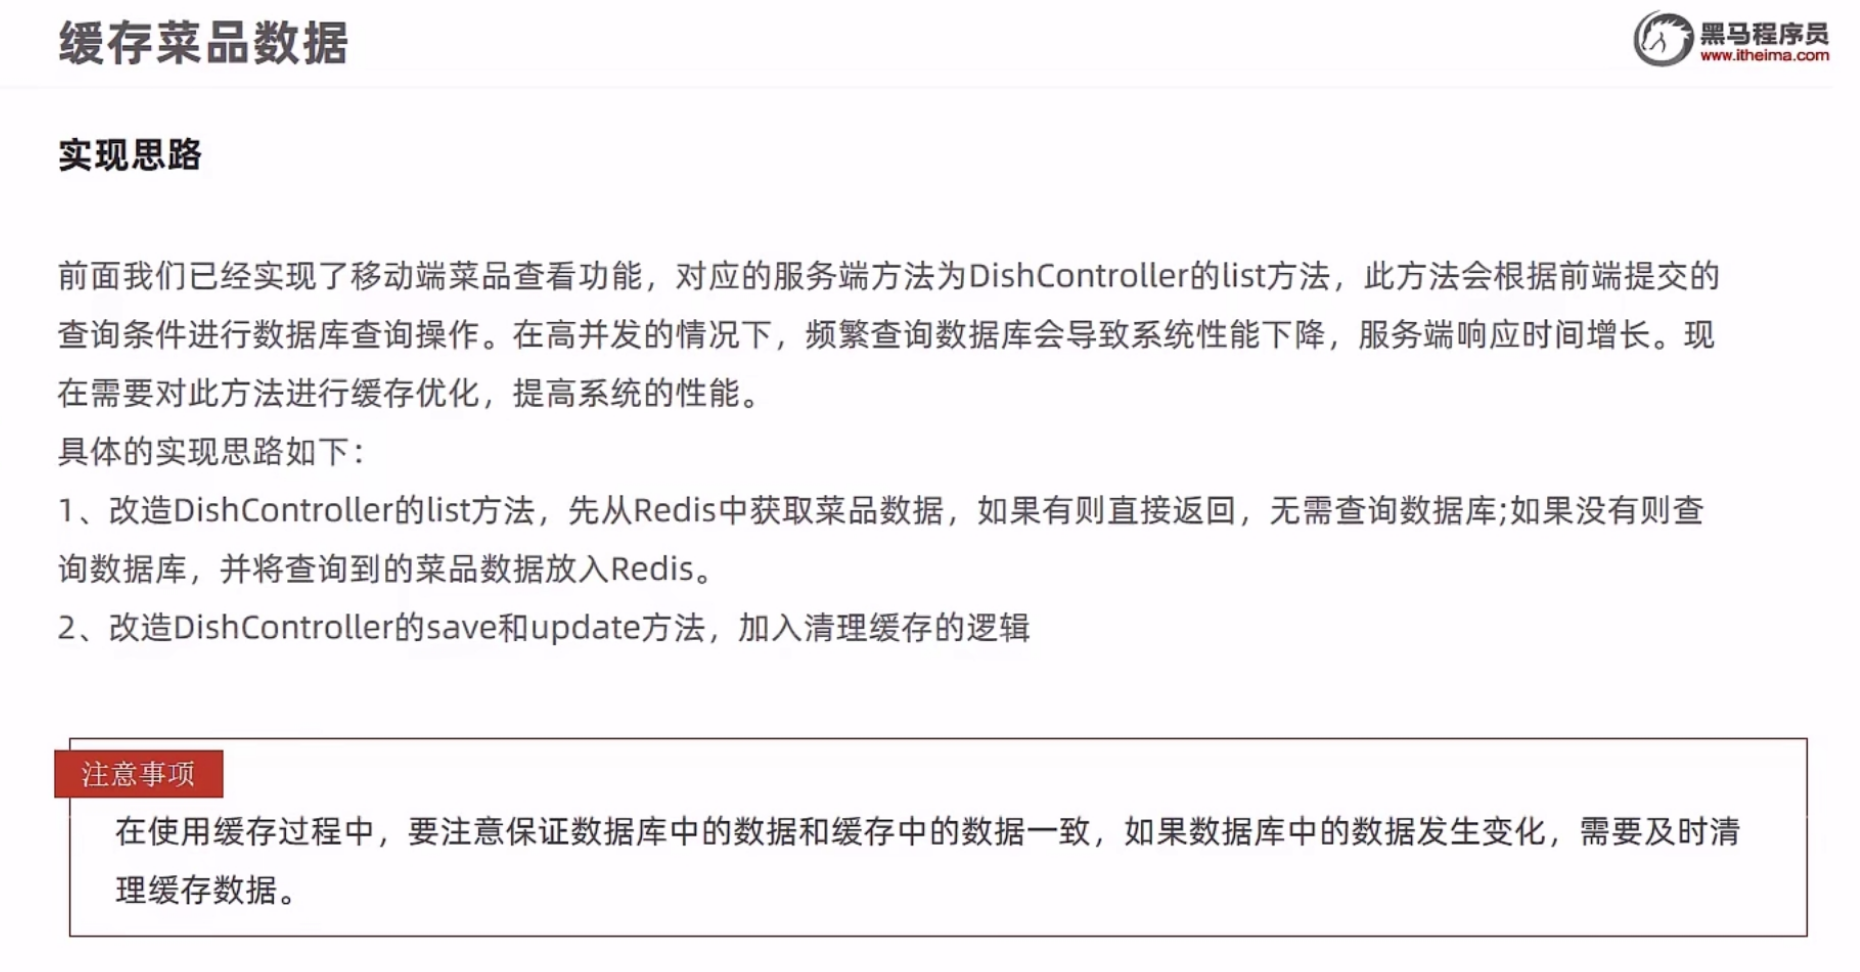 缓存菜品数据
黑马程序员
www.itheima.com
实现思路
前面我们已经实现了移动端菜品查看功能，对应的服务端方法为DishController的list方法，此方法会根据前端提交的
查询条件进行数据库查询操作。在高并发的情况下，频繁查询数据库会导致系统性能下降，服务端响应时间增长。现
在需要对此方法进行缓存优化，提高系统的性能。
具体的实现思路如下：
1、改造DishController的list方法，先从Redis中获取菜品数据，如果有则直接返回，无需查询数据库;如果没有则查
询数据库，并将查询到的菜品数据放入Redis。
2、改造DishController的save和update方法，加入清理缓存的逻辑
注意事项
在使用缓存过程中，要注意保证数据库中的数据和缓存中的数据一致，如果数据库中的数据发生变化，需要及时清
理缓存数据。